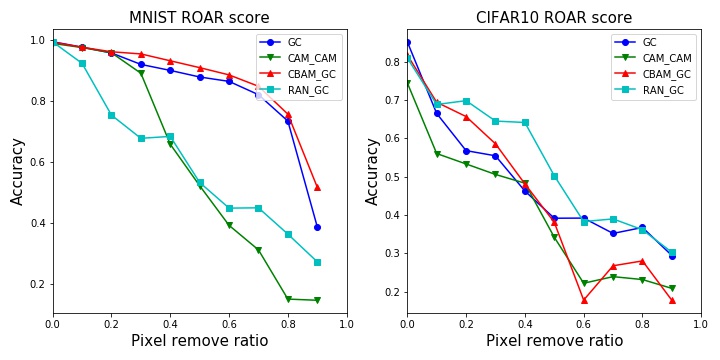 MNIST ROAR score
Accuracy
1.0
0.8
0.6
0.4
0.2
0.0
0.2
0.4
0.6
0.8
1.0
Pixel remove ratio
GC
CAM_CAM
CBAM_GC
RAN_GC
CIFAR10 ROAR score
Accuracy
0.8
0.7
0.6
0.5
0.4
0.3
0.2
0.0
0.2
0.4
0.6
0.8
1.0
Pixel remove ratio
GC
CAM_CAM
CBAM_GC
RAN_GC